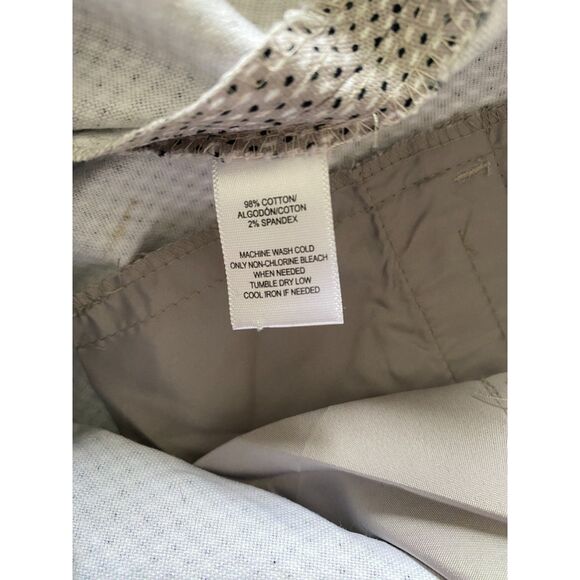 98% COTTON/
ALGODÓN/COTON
2% SPANDEX
MACHINE WASH COLD
ONLY NON-CHLORINE BLEACH
WHEN NEEDED
TUMBLE DRY LOW
COOL IRON IF NEEDED